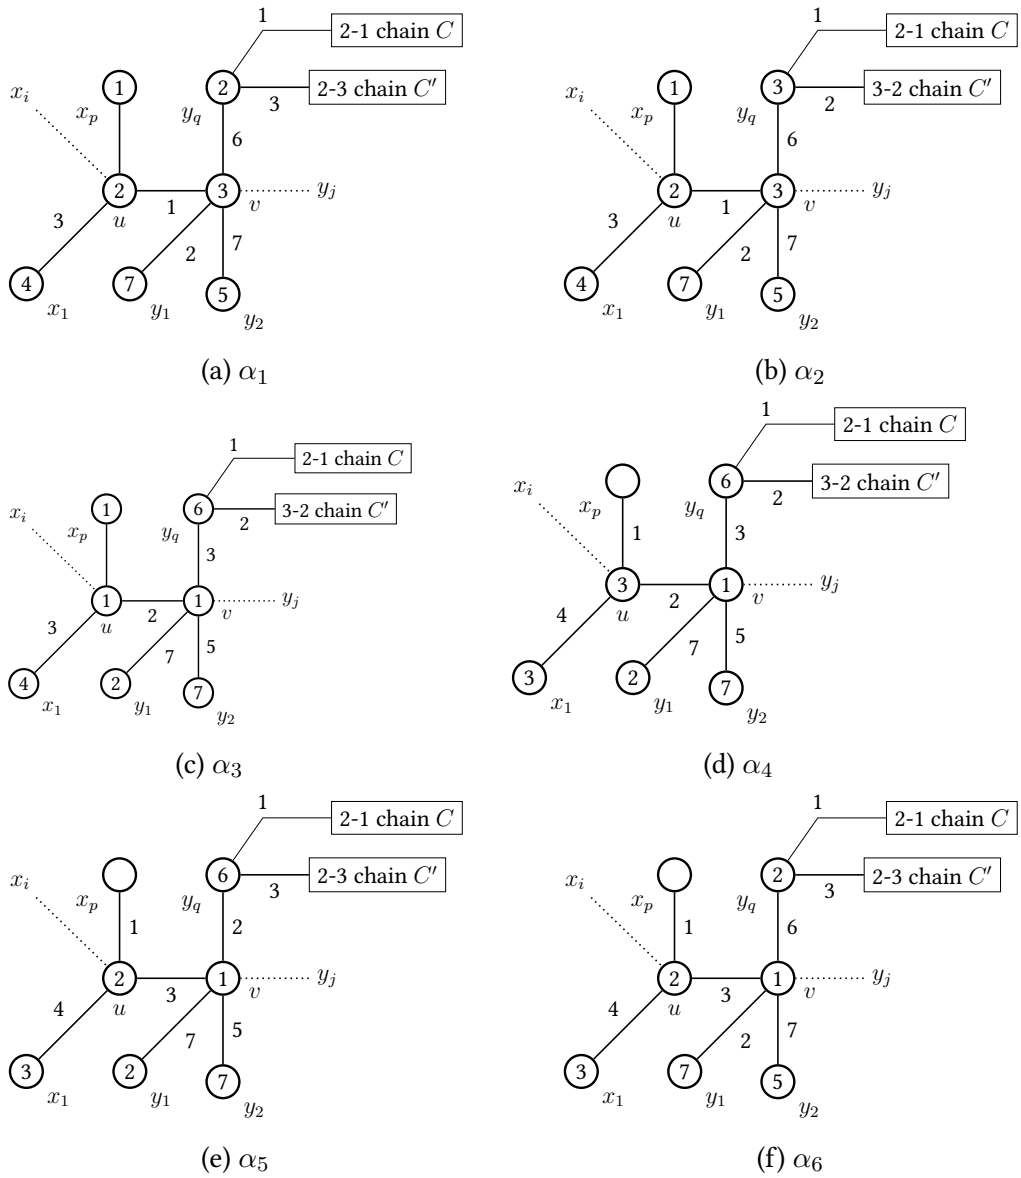 1
2-1 chain C
1 2 3 2-3 chain C′
x_i x_p y_q
6
2 1 3 y_j
3 u v
2 7
4 7 5
x_1 y_1 y_2
(a) α_1
1
2-1 chain C
1 3 2 3-2 chain C′
x_i x_p y_q
6
2 1 3 y_j
3 u v
2 7
4 7 5
x_1 y_1 y_2
(b) α_2
1
2-1 chain C
1 6 2 3-2 chain C′
x_i x_p y_q
3
1 2 1 y_j
3 u v
7 5
4 2 7
x_1 y_1 y_2
(c) α_3
1
2-1 chain C
6 2 3-2 chain C′
x_i x_p y_q
1 3
3 2 1 y_j
4 u v
7 5
3 2 7
x_1 y_1 y_2
(d) α_4
1
2-1 chain C
6 3 2-3 chain C′
x_i x_p y_q
1 2
2 3 1 y_j
4 u v
7 5
3 2 7
x_1 y_1 y_2
(e) α_5
1
2-1 chain C
2 3 2-3 chain C′
x_i x_p y_q
1 6
2 3 1 y_j
4 u v
2 7
3 7 5
x_1 y_1 y_2
(f) α_6